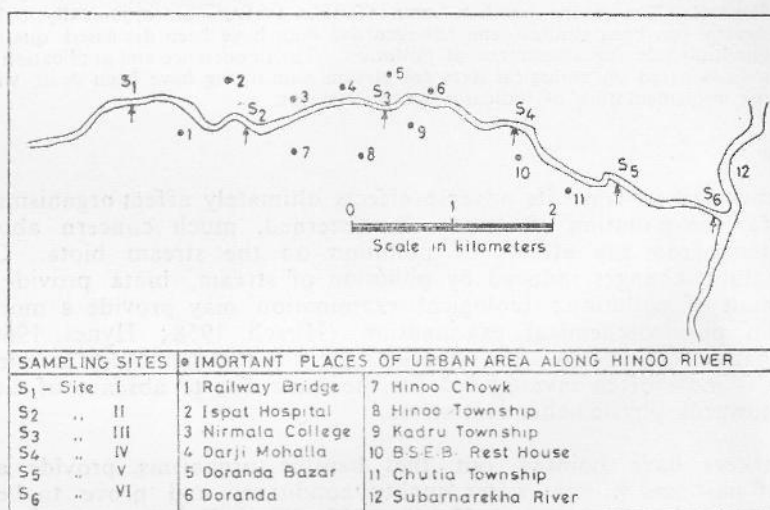 S1
2
3
4
5
S3
6
S2
1
7
8
9
S4
10
11
S5
12
S6
0 2
Scale in kilometers
SAMPLING SITES
S1 - Site I
S2 ,, II
S3 ,, III
S4 ,, IV
S5 ,, V
S6 ,, VI
IMORTANT PLACES OF URBAN AREA ALONG HINOO RIVER
1 Railway Bridge
2 Ispat Hospital
3 Nirmala College
4 Darji Mohalla
5 Doranda Bazar
6 Doranda
7 Hinoo Chowk
8 Hinoo Township
9 Kadru Township
10 B.S.E.B. Rest House
11 Chutia Township
12 Subarnarekha River